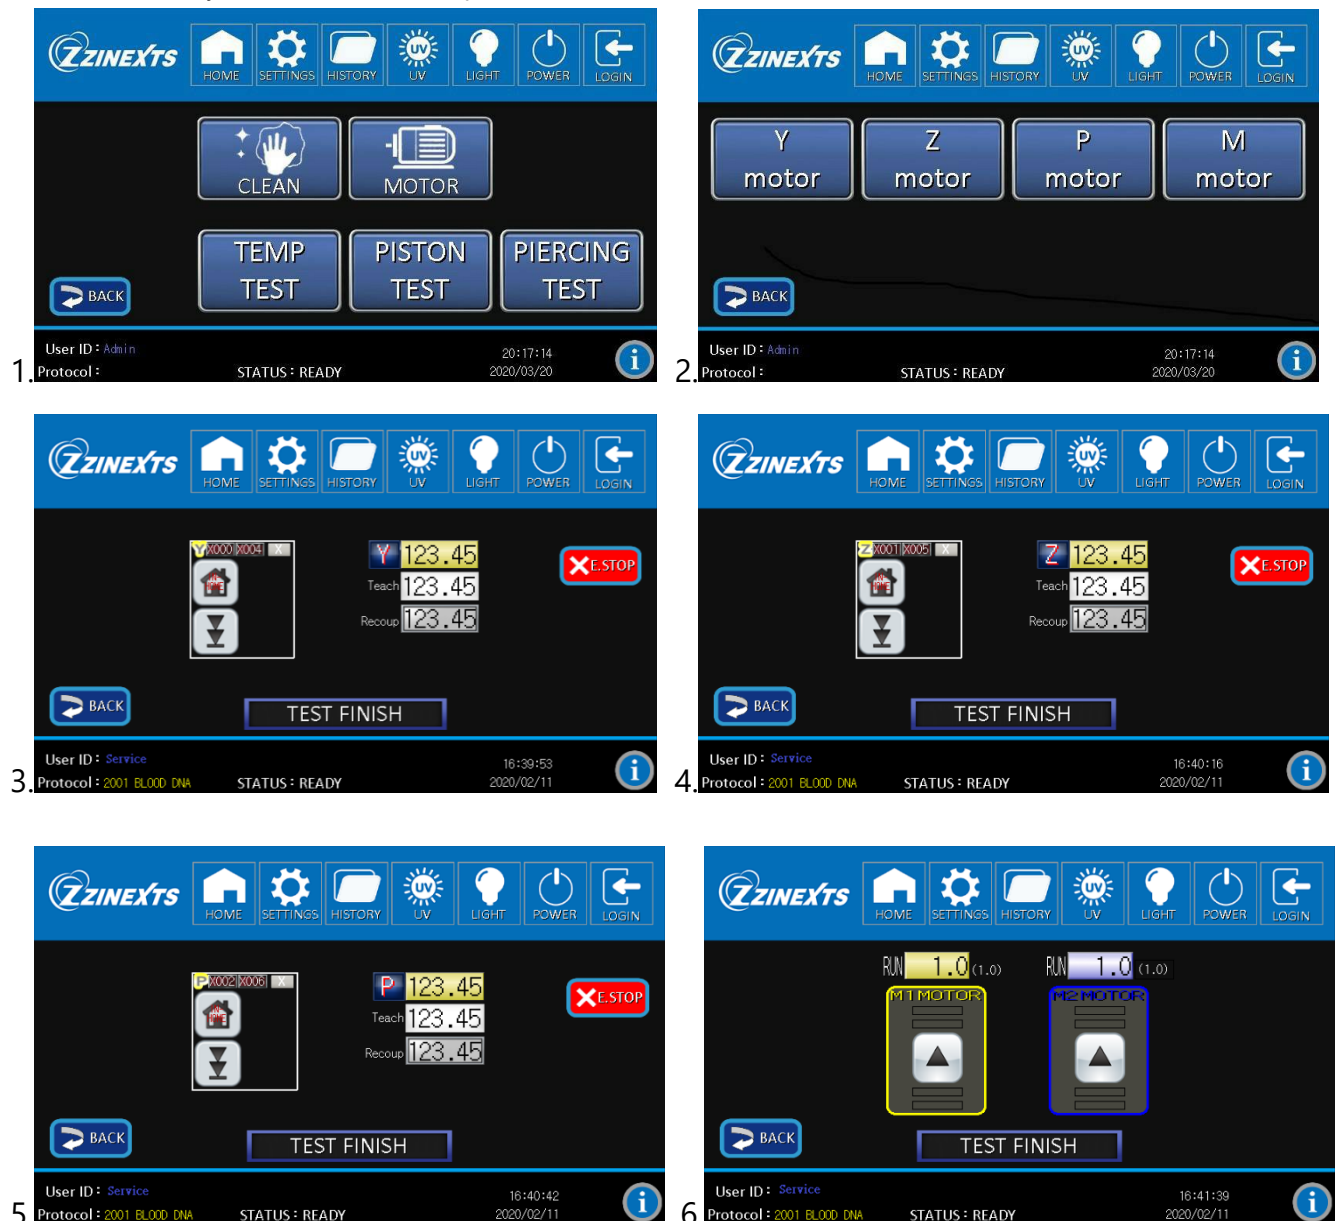 ZINEXTS HOME SETTINGS HISTORY UV LIGHT POWER LOGIN
CLEAN MOTOR
TEMP TEST PISTON TEST PIERCING TEST
BACK
User ID : Admin 20:17:14
1. Protocol : STATUS : READY 2020/03/20 i
ZINEXTS HOME SETTINGS HISTORY UV LIGHT POWER LOGIN
Y motor Z motor P motor M motor
BACK
User ID : Admin 20:17:14
2. Protocol : STATUS : READY 2020/03/20 i
ZINEXTS HOME SETTINGS HISTORY UV LIGHT POWER LOGIN
Y X000 X004 X Y 123.45 E.STOP
HOME Teach 123.45
Recoup 123.45
BACK TEST FINISH
User ID : Service 16:39:53
3. Protocol : 2001 BLOOD DNA STATUS : READY 2020/02/11 i
ZINEXTS HOME SETTINGS HISTORY UV LIGHT POWER LOGIN
Z X001 X005 X Z 123.45 E.STOP
HOME Teach 123.45
Recoup 123.45
BACK TEST FINISH
User ID : Service 16:40:16
4. Protocol : 2001 BLOOD DNA STATUS : READY 2020/02/11 i
ZINEXTS HOME SETTINGS HISTORY UV LIGHT POWER LOGIN
P X002 X006 X P 123.45 E.STOP
HOME Teach 123.45
Recoup 123.45
BACK TEST FINISH
User ID : Service 16:40:42
5. Protocol : 2001 BLOOD DNA STATUS : READY 2020/02/11 i
ZINEXTS HOME SETTINGS HISTORY UV LIGHT POWER LOGIN
RUN 1.0 (1.0) RUN 1.0 (1.0)
M1 MOTOR M2 MOTOR
BACK TEST FINISH
User ID : Service 16:41:39
6. Protocol : 2001 BLOOD DNA STATUS : READY 2020/02/11 i